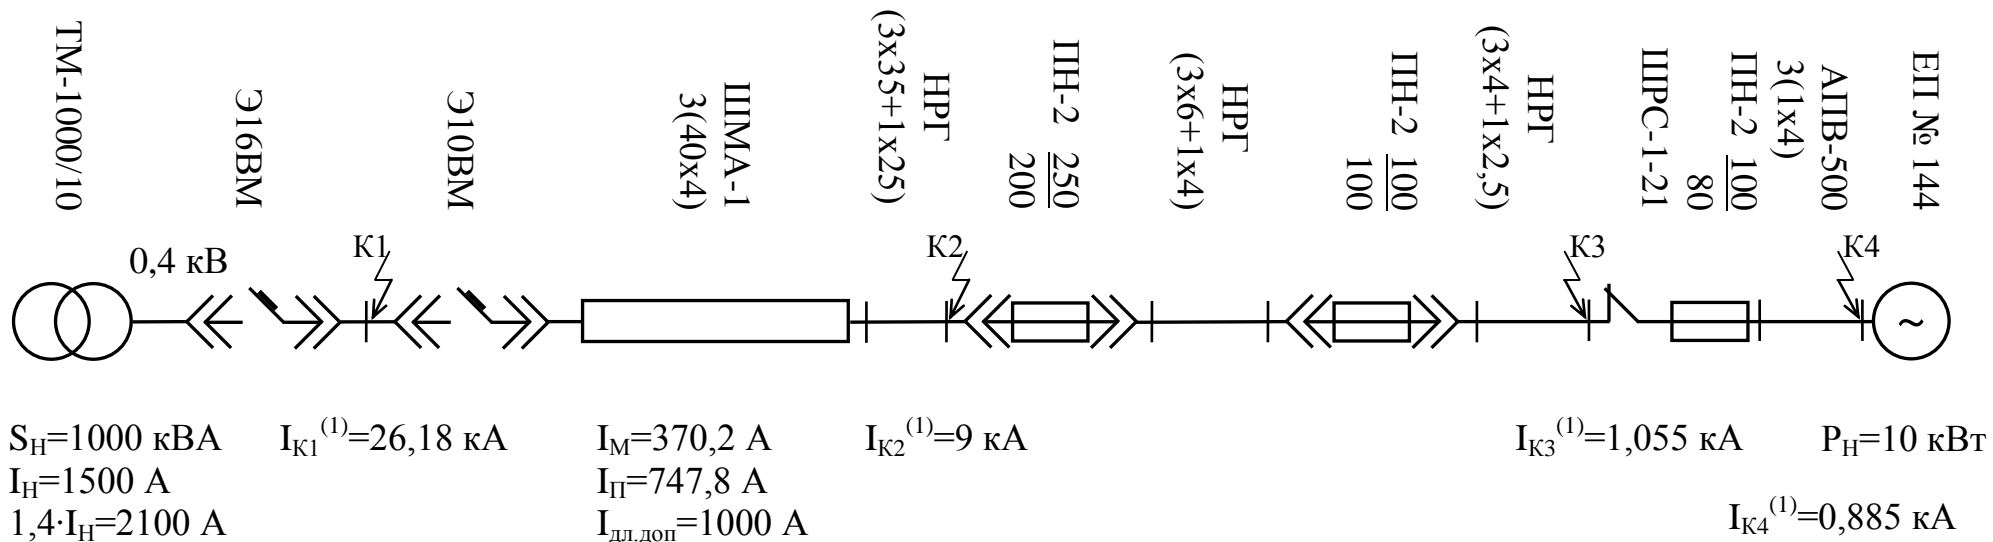 ТМ-1000/10
Э16ВМ
Э10ВМ
ШМА-1
3(40х4)
НРГ
(3х35+1х25)
ПН-2 250
200
НРГ
(3х6+1х4)
ПН-2 100
100
НРГ
(3х4+1х2,5)
ШРС-1-21
ПН-2 100
80
АПВ-500
3(1х4)
ЕП № 144
0,4 кВ
К1
К2
К3
К4
~
SН=1000 кВА
IН=1500 А
1,4·IН=2100 А
IК1(1)=26,18 кА
IМ=370,2 А
IП=747,8 А
Iдл.доп=1000 А
IК2(1)=9 кА
IК3(1)=1,055 кА
РН=10 кВт
IК4(1)=0,885 кА